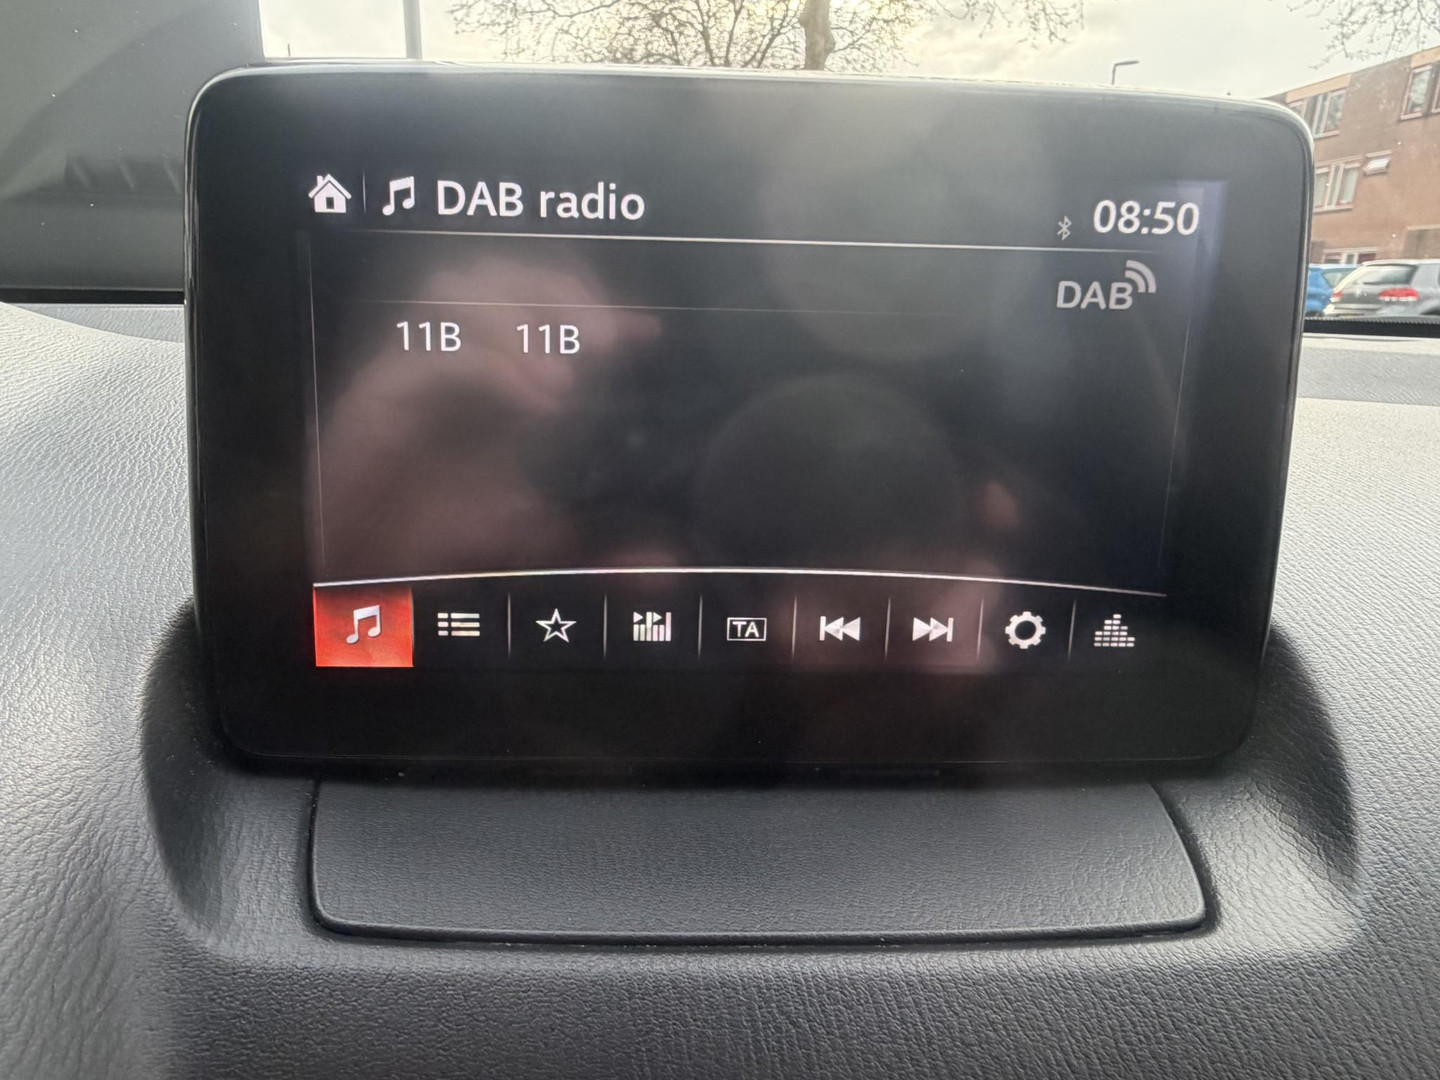 DAB radio
08:50
DAB
11B 11B
TA